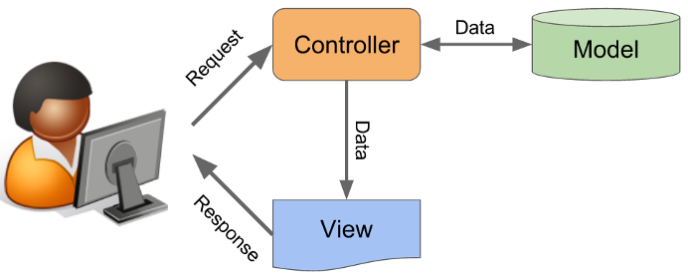 Request
Controller
Data
Model
Data
View
Response